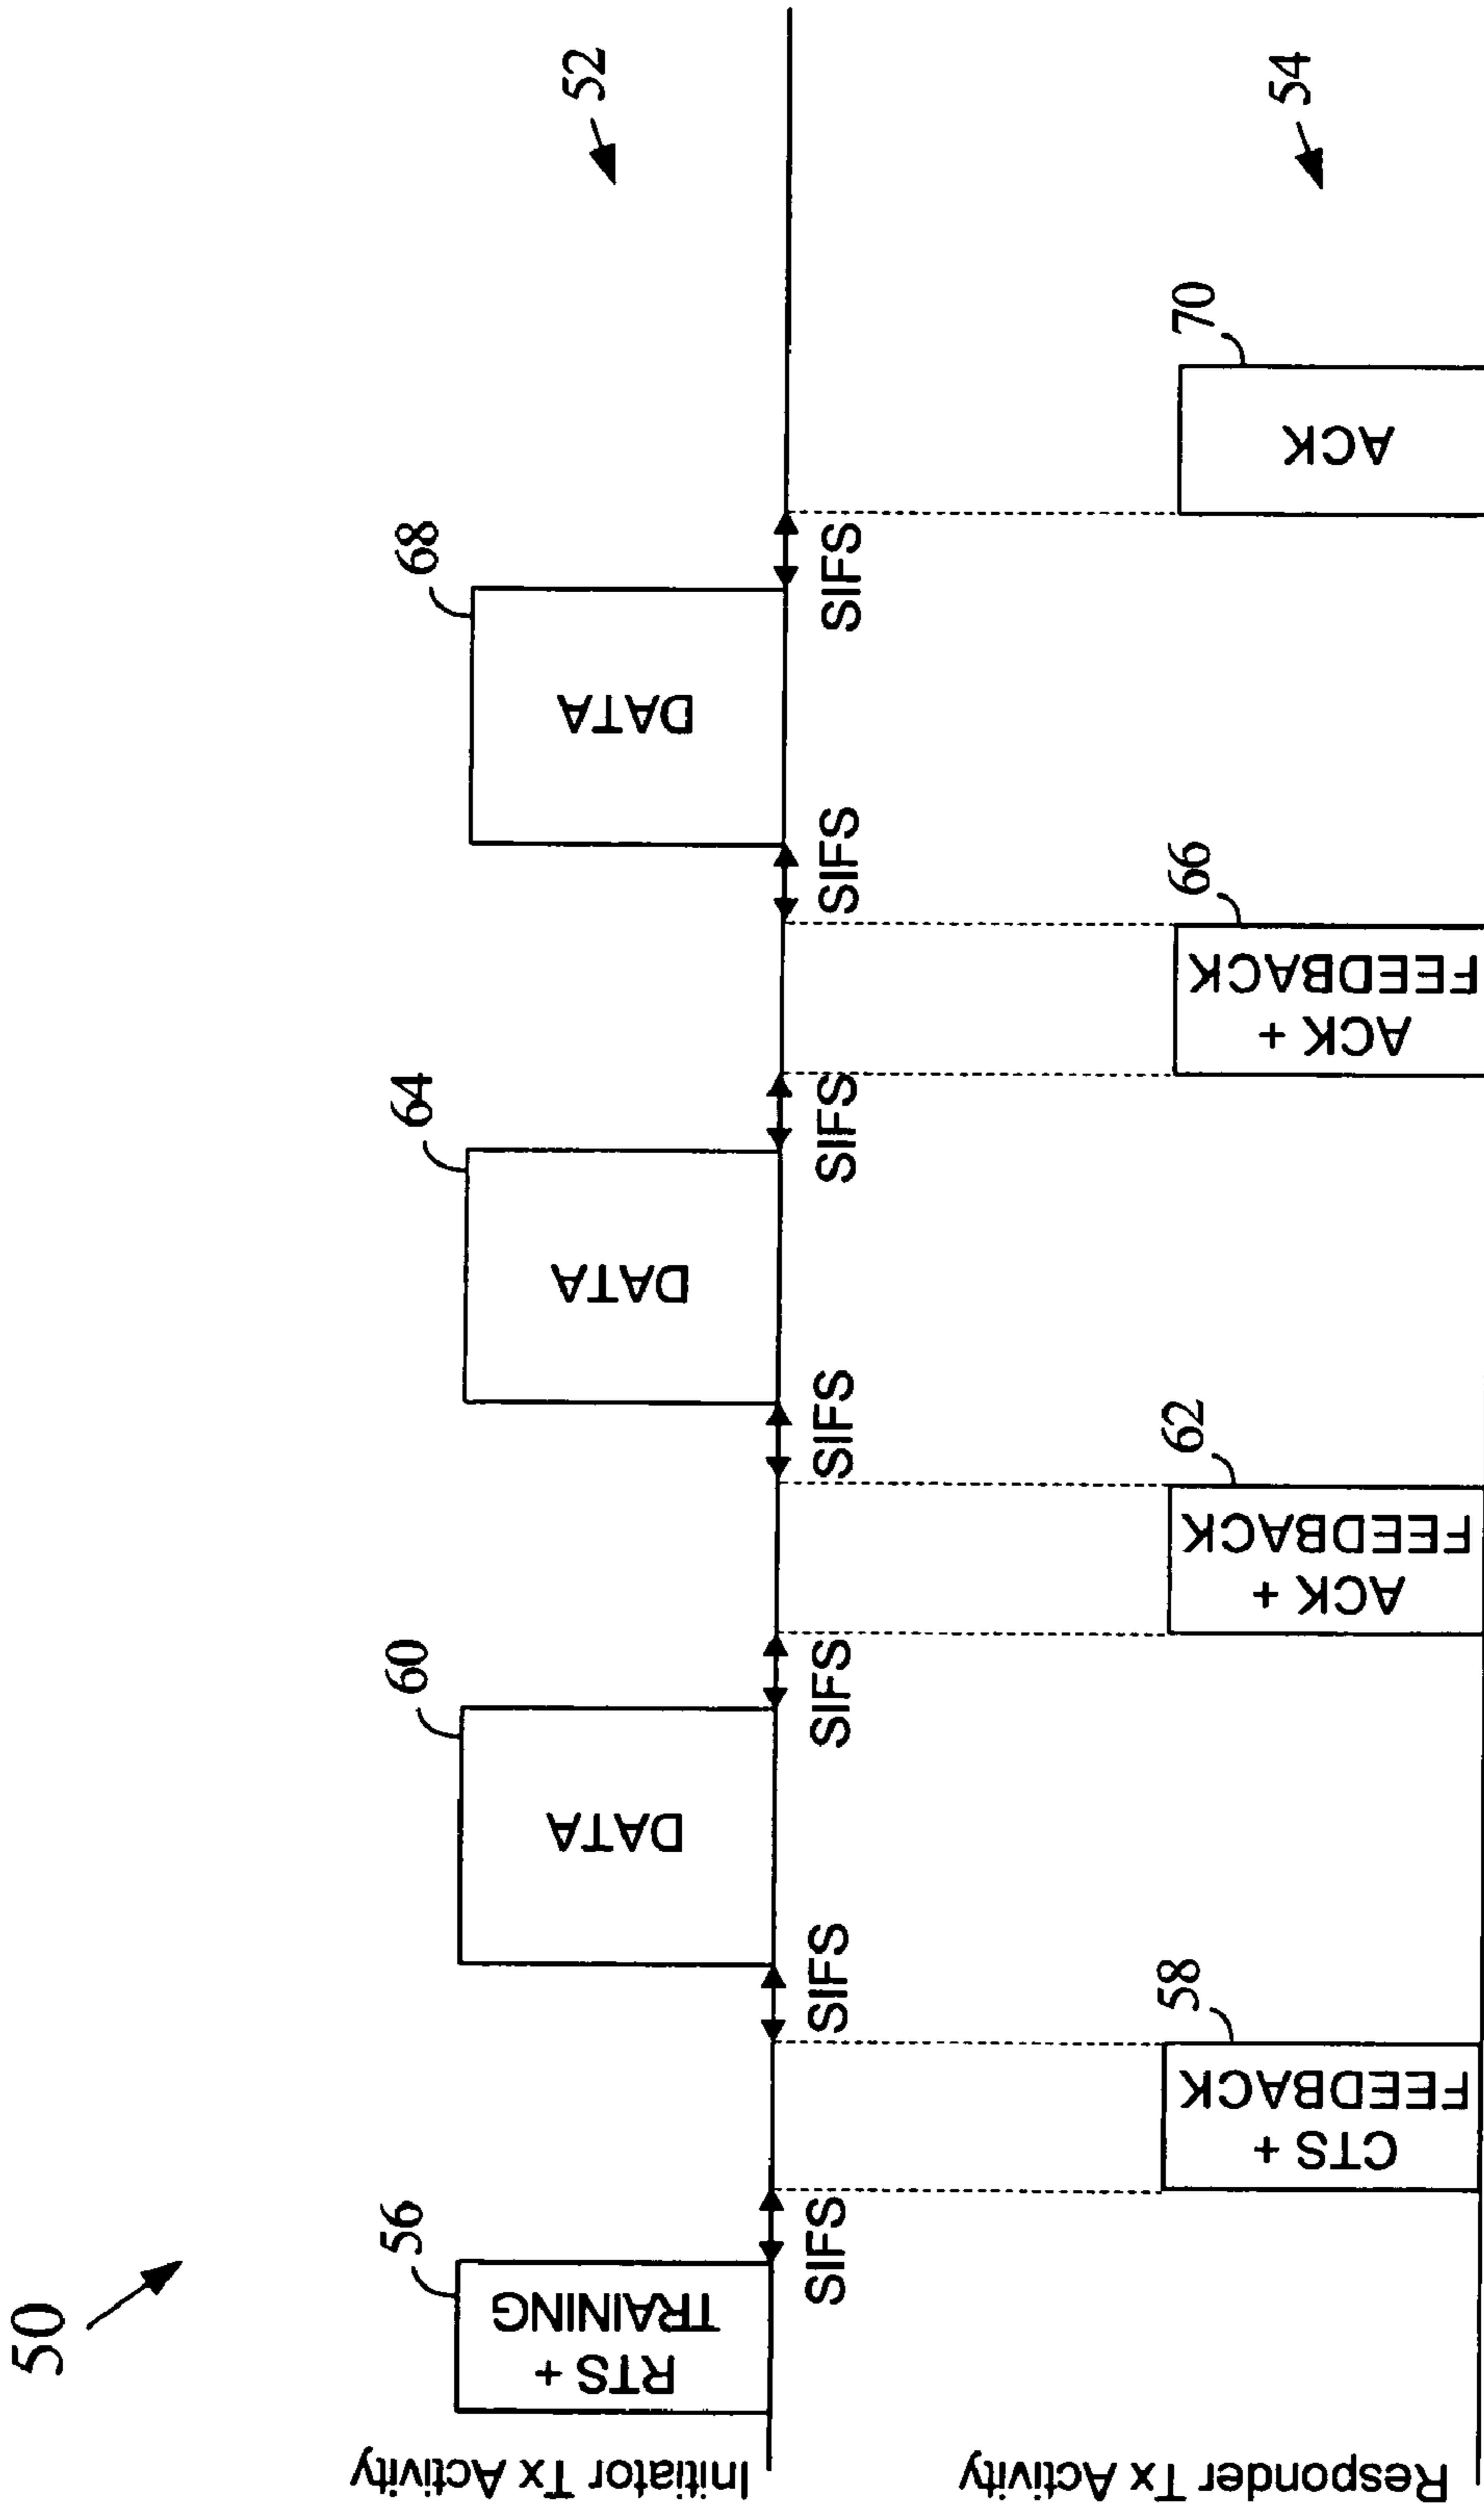 50
52
Initiator Tx Activity
56
RTS +
TRAINING
SIFS
SIFS
60
DATA
SIFS
SIFS
64
DATA
SIFS
SIFS
68
DATA
SIFS
54
Responder Tx Activity
58
CTS +
FEEDBACK
62
ACK +
FEEDBACK
66
ACK +
FEEDBACK
70
ACK